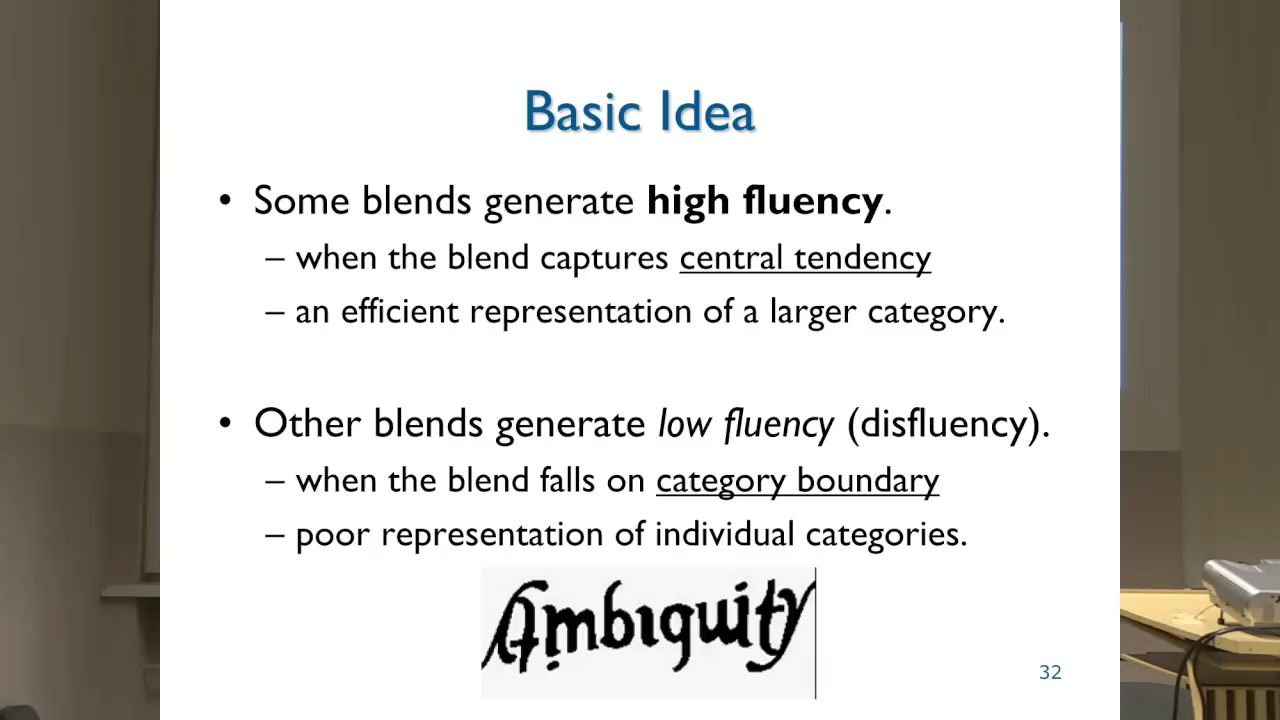 Basic Idea
• Some blends generate high fluency.
– when the blend captures central tendency
– an efficient representation of a larger category.
• Other blends generate low fluency (disfluency).
– when the blend falls on category boundary
– poor representation of individual categories.
Ambiguity
32